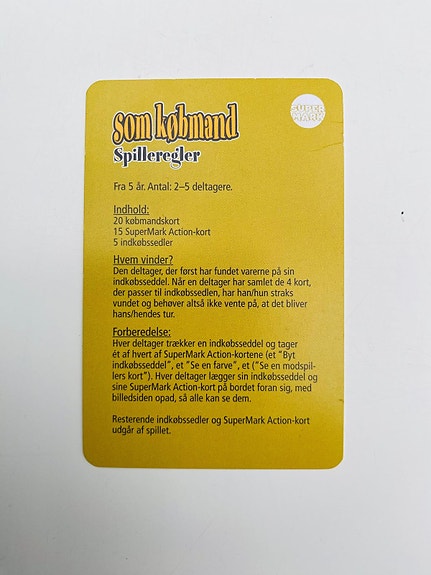 som købmand
SUPER
MARK
Spilleregler
Fra 5 år. Antal: 2–5 deltagere.
Indhold:
20 købmandskort
15 SuperMark Action-kort
5 indkøbssedler
Hvem vinder?
Den deltager, der først har fundet varerne på sin
indkøbsseddel. Når en deltager har samlet de 4 kort,
der passer til indkøbssedlen, har han/hun straks
vundet og behøver altså ikke vente på, at det bliver
hans/hendes tur.
Forberedelse:
Hver deltager trækker en indkøbsseddel og tager
ét af hvert af SuperMark Action-kortene (et "Byt
indkøbsseddel", et "Se en farve", et ("Se en modspil-
lers kort"). Hver deltager lægger sin indkøbsseddel og
sine SuperMark Action-kort på bordet foran sig, med
billedsiden opad, så alle kan se dem.
Resterende indkøbssedler og SuperMark Action-kort
udgår af spillet.